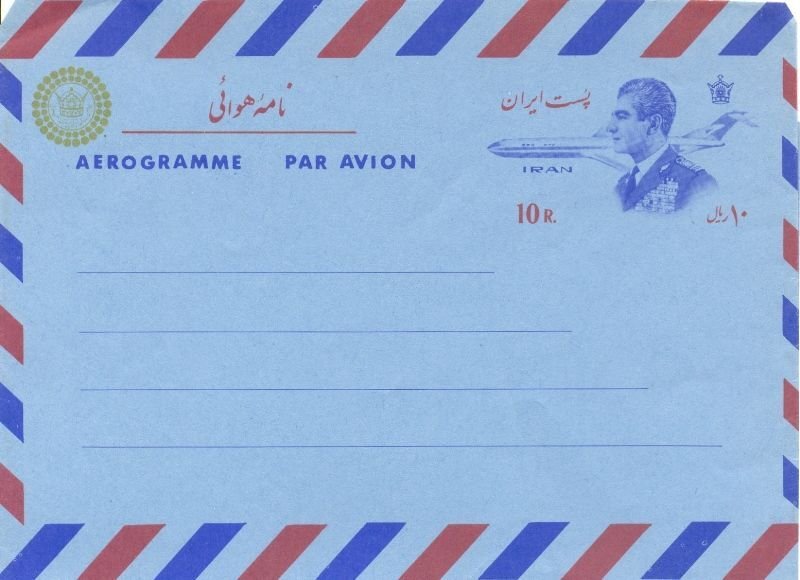 نامهٔ هوائی
پست ایران
AEROGRAMME PAR AVION
IRAN
10 R.
۱۰ ریال